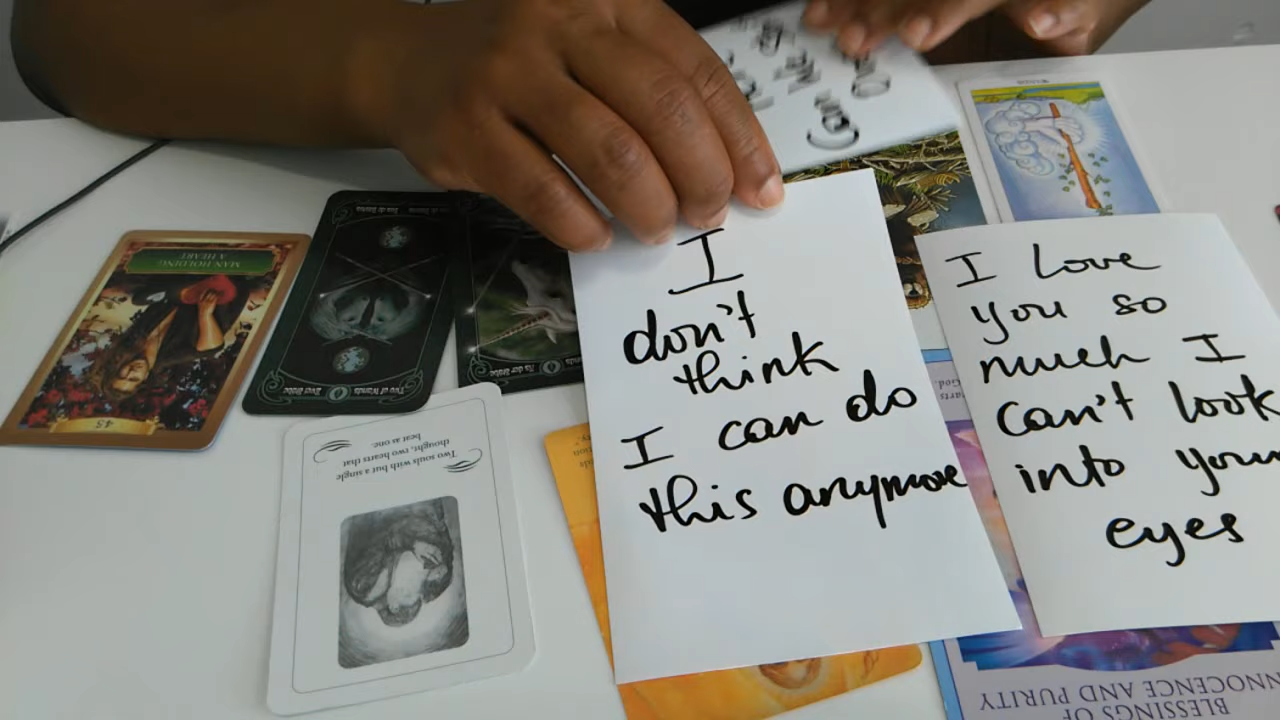 I
don't
think
I can do
this anymore
I love
you so
much I
can't look
into your
eyes
MAN HOLDING
A HEART
45
Two of Wands
Two souls with but a single
thought, two hearts that
beat as one.
BLESSINGS OF
INNOCENCE AND PURITY
God.
Can